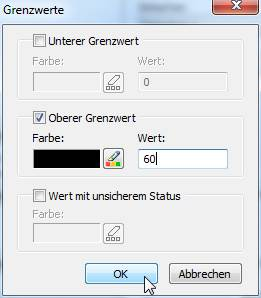 Grenzwerte
Unterer Grenzwert
Farbe: Wert:
0
Oberer Grenzwert
Farbe: Wert:
60
Wert mit unsicherem Status
Farbe:
OK Abbrechen